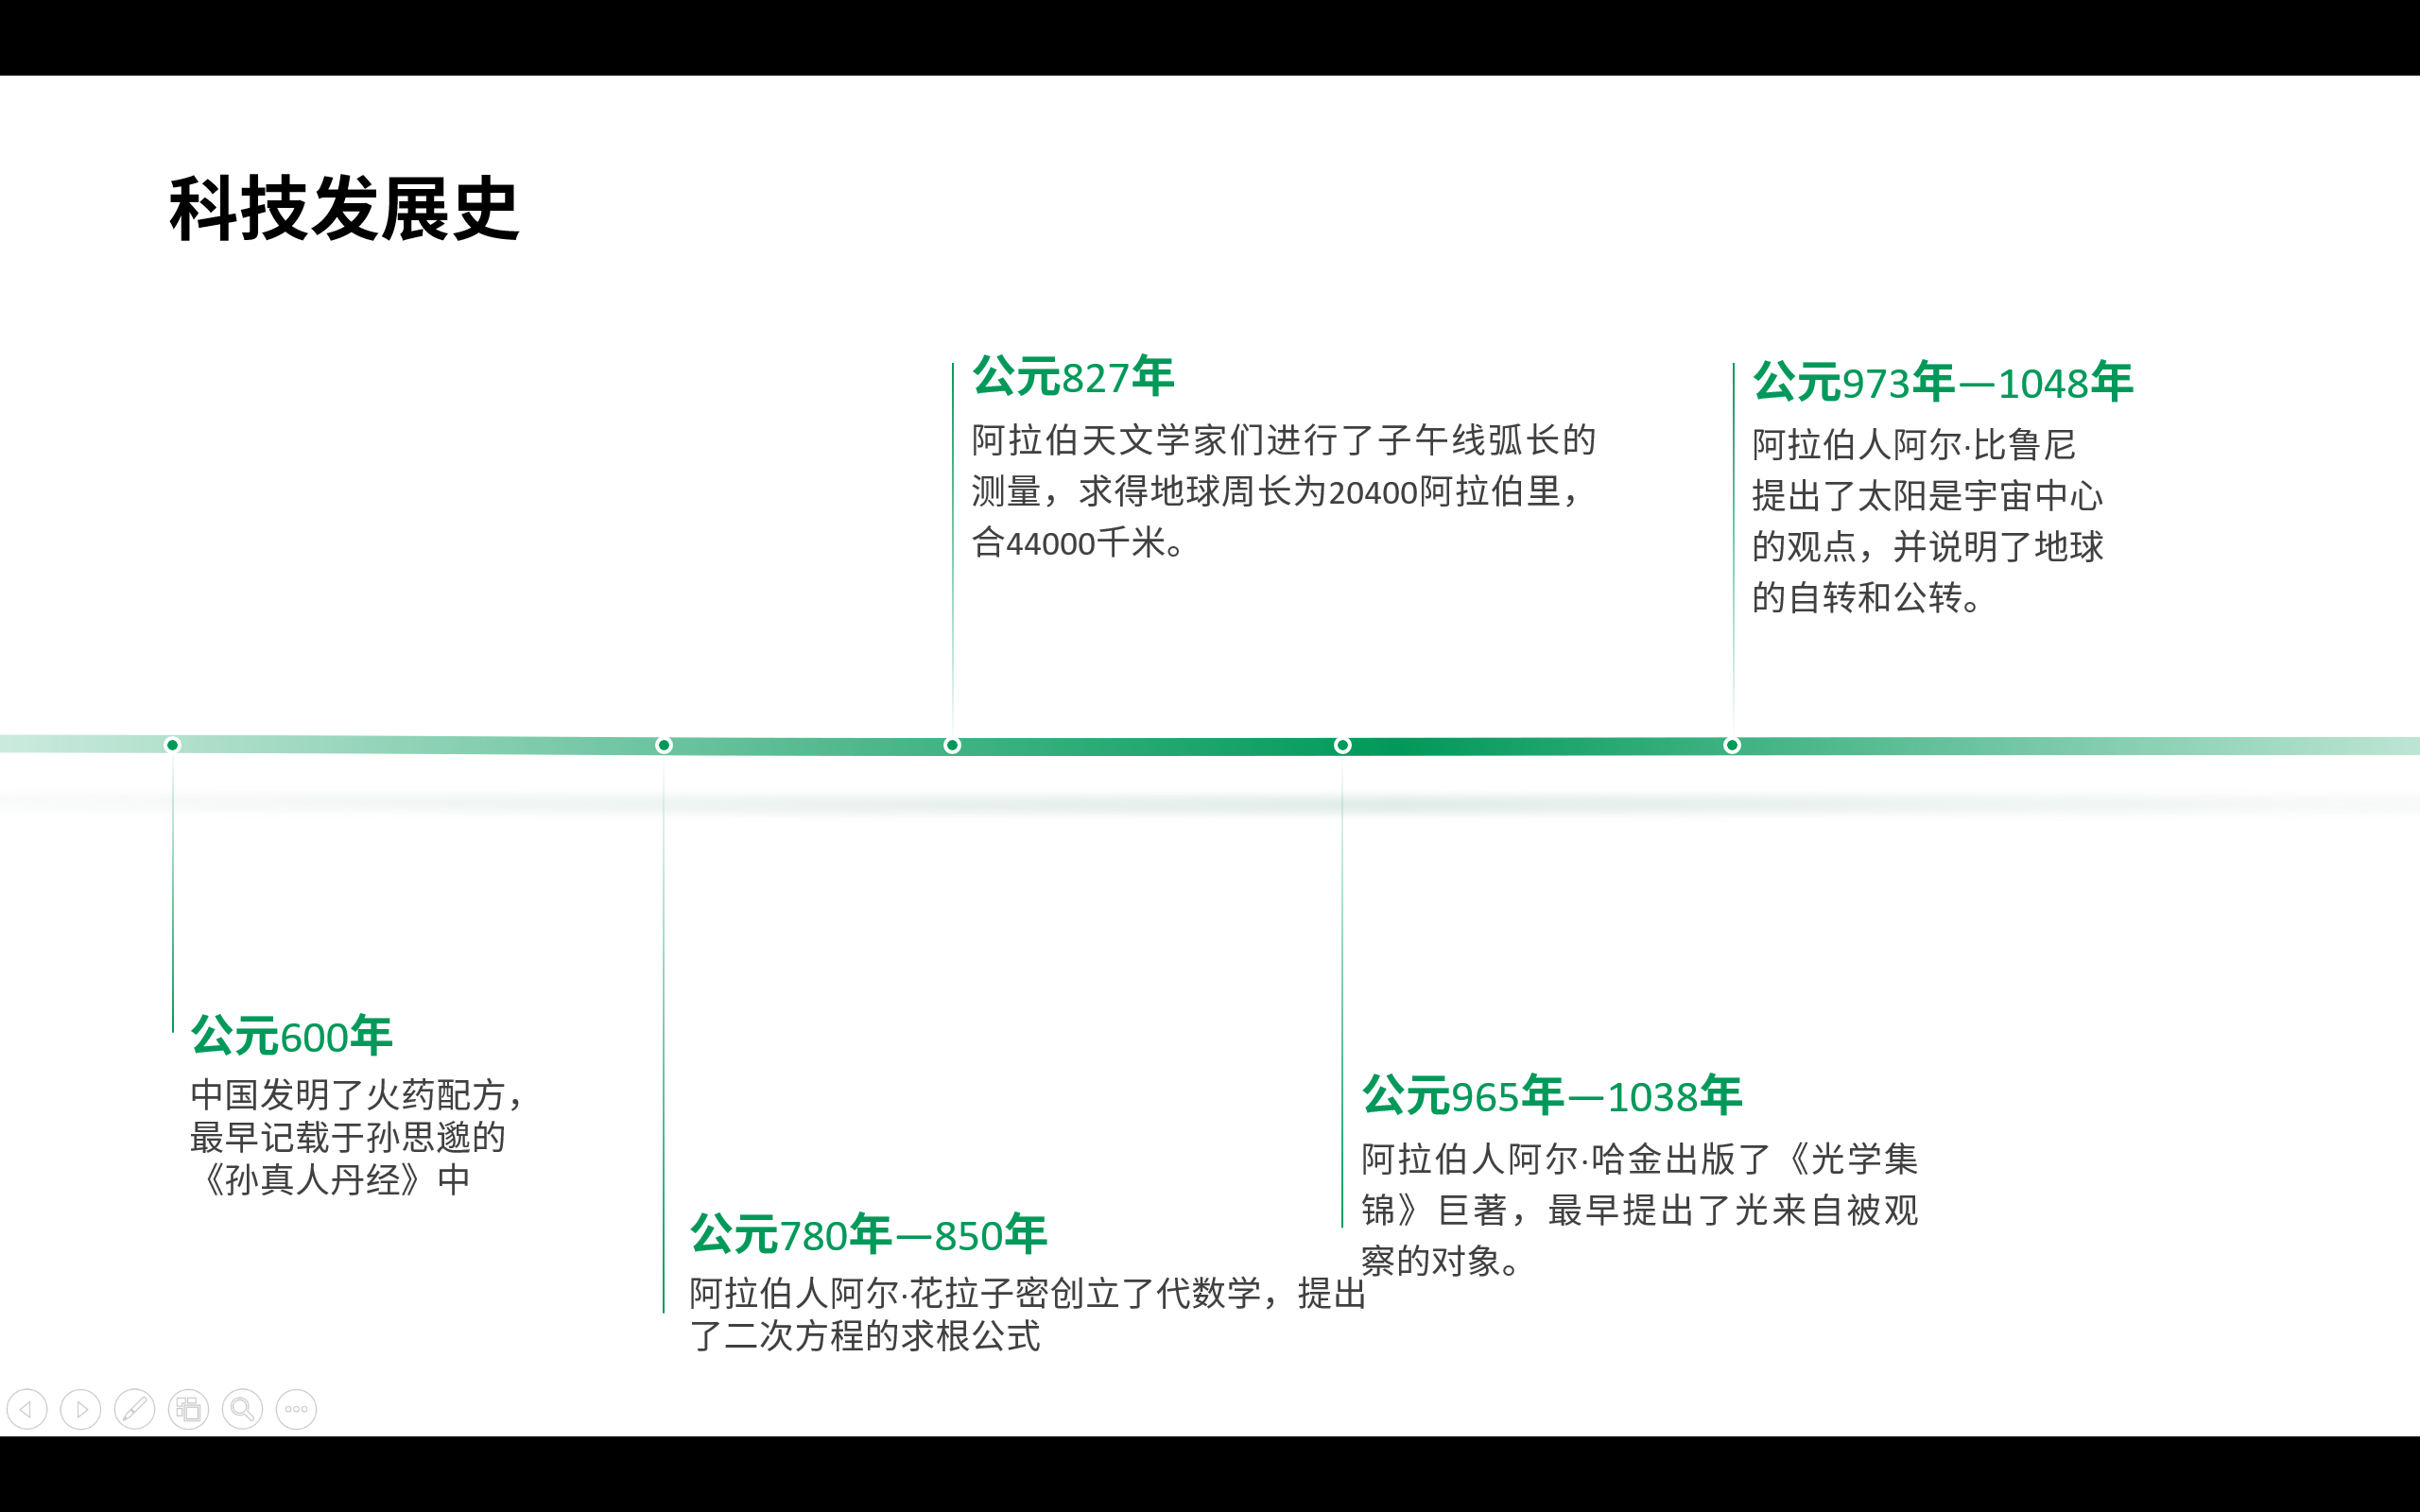 科技发展史
公元827年
阿拉伯天文学家们进行了子午线弧长的
测量，求得地球周长为20400阿拉伯里，
合44000千米。
公元973年—1048年
阿拉伯人阿尔·比鲁尼
提出了太阳是宇宙中心
的观点，并说明了地球
的自转和公转。
公元600年
中国发明了火药配方，
最早记载于孙思邈的
《孙真人丹经》中
公元780年—850年
阿拉伯人阿尔·花拉子密创立了代数学，提出
了二次方程的求根公式
公元965年—1038年
阿拉伯人阿尔·哈金出版了《光学集
锦》巨著，最早提出了光来自被观
察的对象。